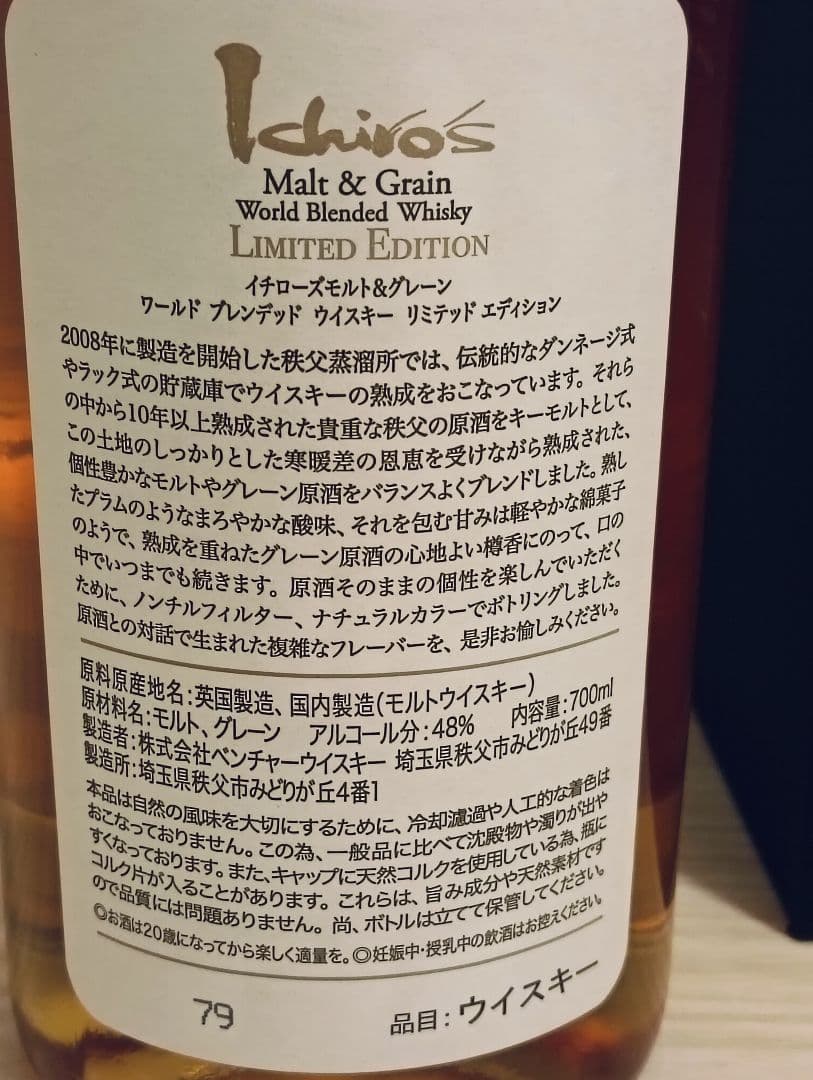 Ichiro's
Malt & Grain
World Blended Whisky
LIMITED EDITION
イチローズモルト&グレーン
ワールド ブレンデッド ウイスキー リミテッド エディション
2008年に製造を開始した秩父蒸溜所では、伝統的なダンネージ式
やラック式の貯蔵庫でウイスキーの熟成をおこなっています。それら
の中から10年以上熟成された貴重な秩父の原酒をキーモルトとして、
この土地のしっかりとした寒暖差の恩恵を受けながら熟成された、
個性豊かなモルトやグレーン原酒をバランスよくブレンドしました。熟し
たプラムのようなまろやかな酸味、それを包む甘みは軽やかな綿菓子
のようで、熟成を重ねたグレーン原酒の心地よい樽香にのって、口の
中でいつまでも続きます。原酒そのままの個性を楽しんでいただく
ために、ノンチルフィルター、ナチュラルカラーでボトリングしました。
原酒との対話で生まれた複雑なフレーバーを、是非お愉しみください。
原料原産地名:英国製造、国内製造(モルトウイスキー)
原材料名:モルト、グレーン アルコール分:48% 内容量:700ml
製造者:株式会社ベンチャーウイスキー 埼玉県秩父市みどりが丘49番
製造所:埼玉県秩父市みどりが丘4番1
本品は自然の風味を大切にするために、冷却濾過や人工的な着色は
おこなっておりません。この為、一般品に比べて沈殿物や濁りが出や
すくなっております。また、キャップに天然コルクを使用している為、瓶に
コルク片が入ることがあります。これらは、旨み成分や天然素材です
ので品質には問題ありません。尚、ボトルは立てて保管してください。
◎お酒は20歳になってから楽しく適量を。◎妊娠中・授乳中の飲酒はお控えください。
79
品目:ウイスキー